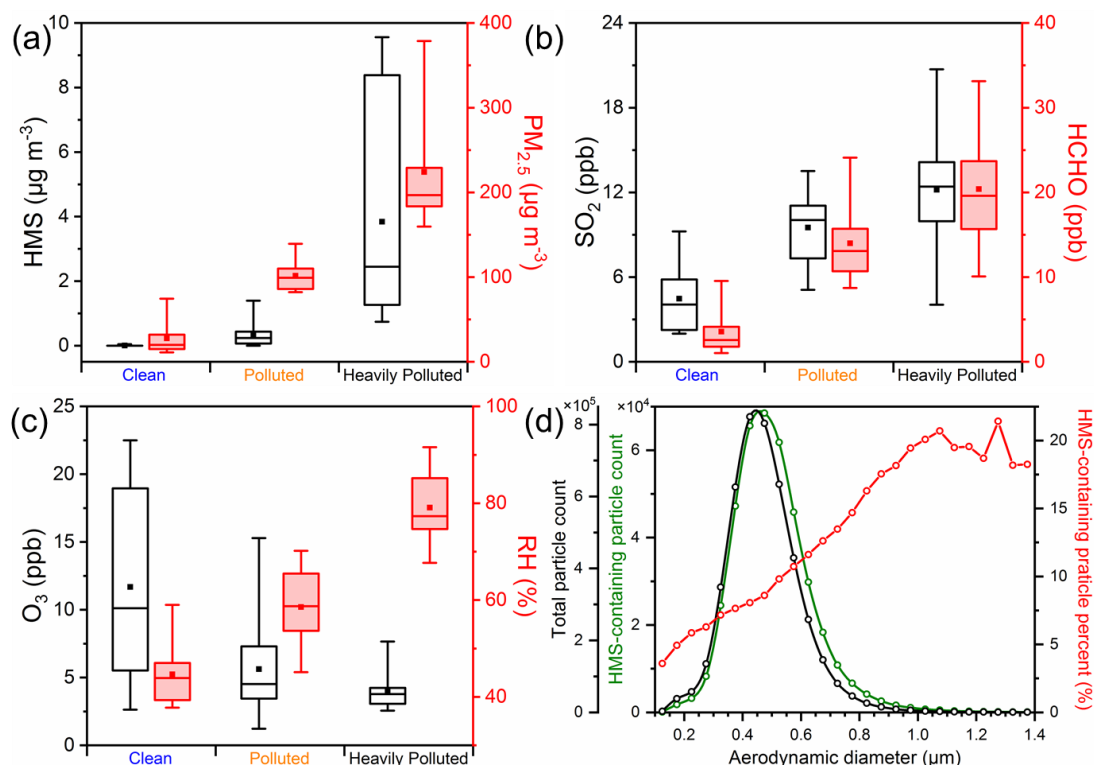 (a)
10
8
6
4
2
0
HMS (µg m⁻³)
400
300
200
100
0
PM₂.₅ (µg m⁻³)
Clean
Polluted
Heavily Polluted
(b)
24
18
12
6
0
SO₂ (ppb)
40
30
20
10
0
HCHO (ppb)
Clean
Polluted
Heavily Polluted
(c)
25
20
15
10
5
0
O₃ (ppb)
100
80
60
40
RH (%)
Clean
Polluted
Heavily Polluted
(d)
×10⁵
8
6
4
2
0
Total particle count
×10⁴
8
6
4
2
0
HMS-containing particle count
20
15
10
5
0
HMS-containing praticle percent (%)
0.2 0.4 0.6 0.8 1.0 1.2 1.4
Aerodynamic diameter (µm)